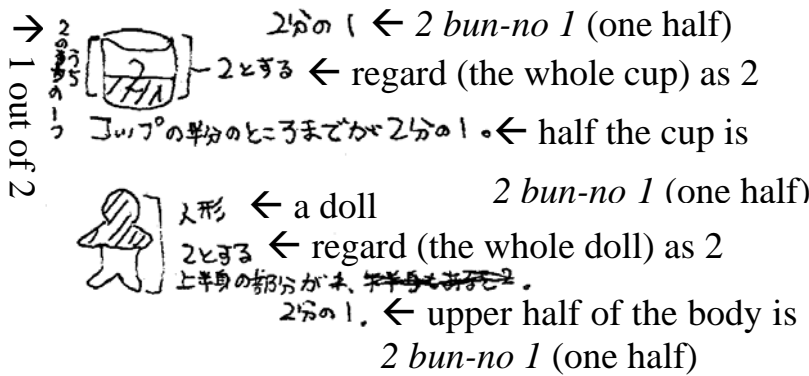 2分の1 ← 2 bun-no 1 (one half)
→ 1 out of 2
2のうちの1つ
2
2とする ← regard (the whole cup) as 2
コップの半分のところまでが2分の1。 ← half the cup is
2 bun-no 1 (one half)
人形 ← a doll
2とする ← regard (the whole doll) as 2
上半身の部分が
2分の1. ← upper half of the body is
2 bun-no 1 (one half)